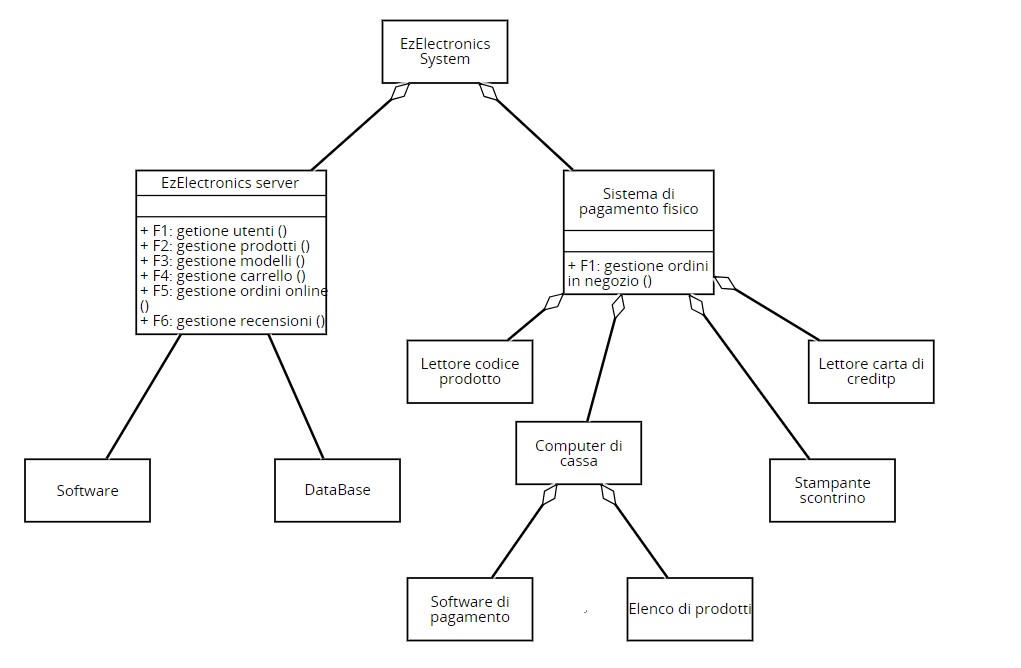 EzElectronics
System
EzElectronics server
+ F1: getione utenti ()
+ F2: gestione prodotti ()
+ F3: gestione modelli ()
+ F4: gestione carrello ()
+ F5: gestione ordini online
()
+ F6: gestione recensioni ()
Sistema di
pagamento fisico
+ F1: gestione ordini
in negozio ()
Lettore codice
prodotto
Lettore carta di
creditp
Computer di
cassa
Software
DataBase
Stampante
scontrino
Software di
pagamento
Elenco di prodotti